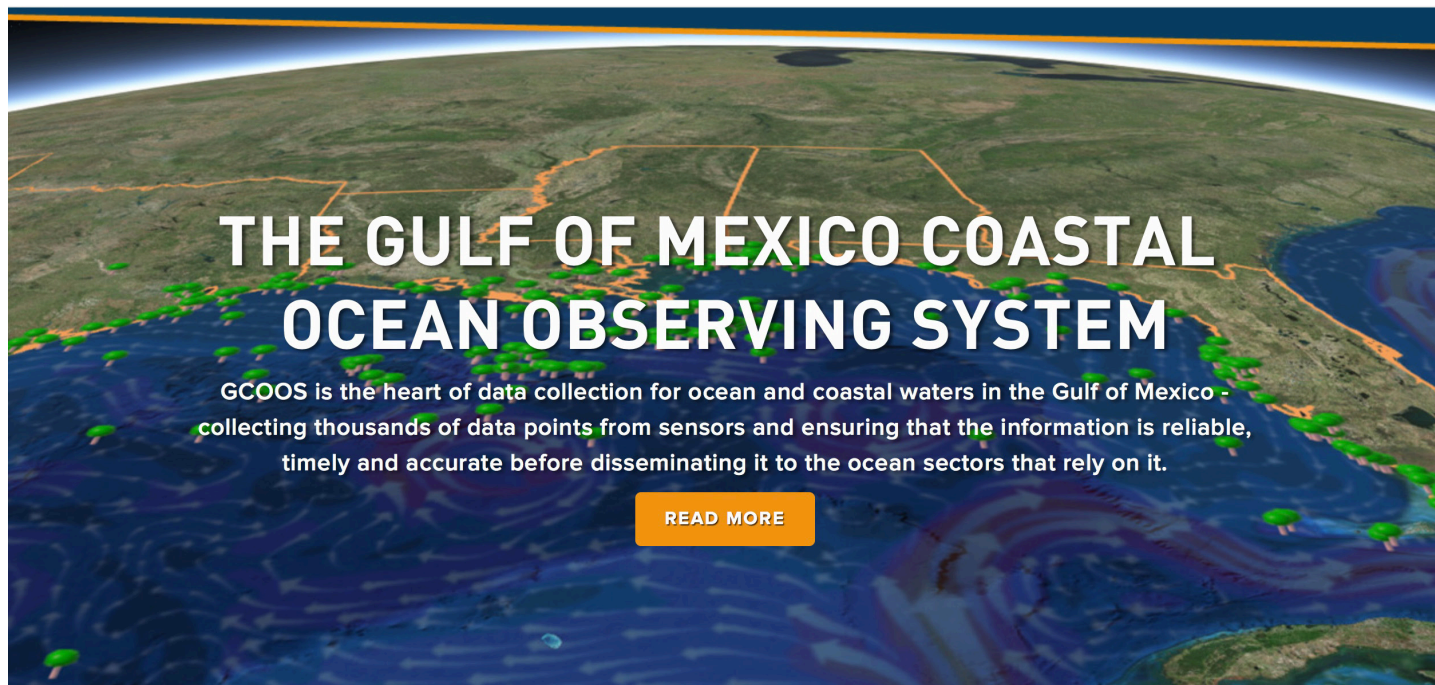 THE GULF OF MEXICO COASTAL
OCEAN OBSERVING SYSTEM
GCOOS is the heart of data collection for ocean and coastal waters in the Gulf of Mexico -
collecting thousands of data points from sensors and ensuring that the information is reliable,
timely and accurate before disseminating it to the ocean sectors that rely on it.
READ MORE